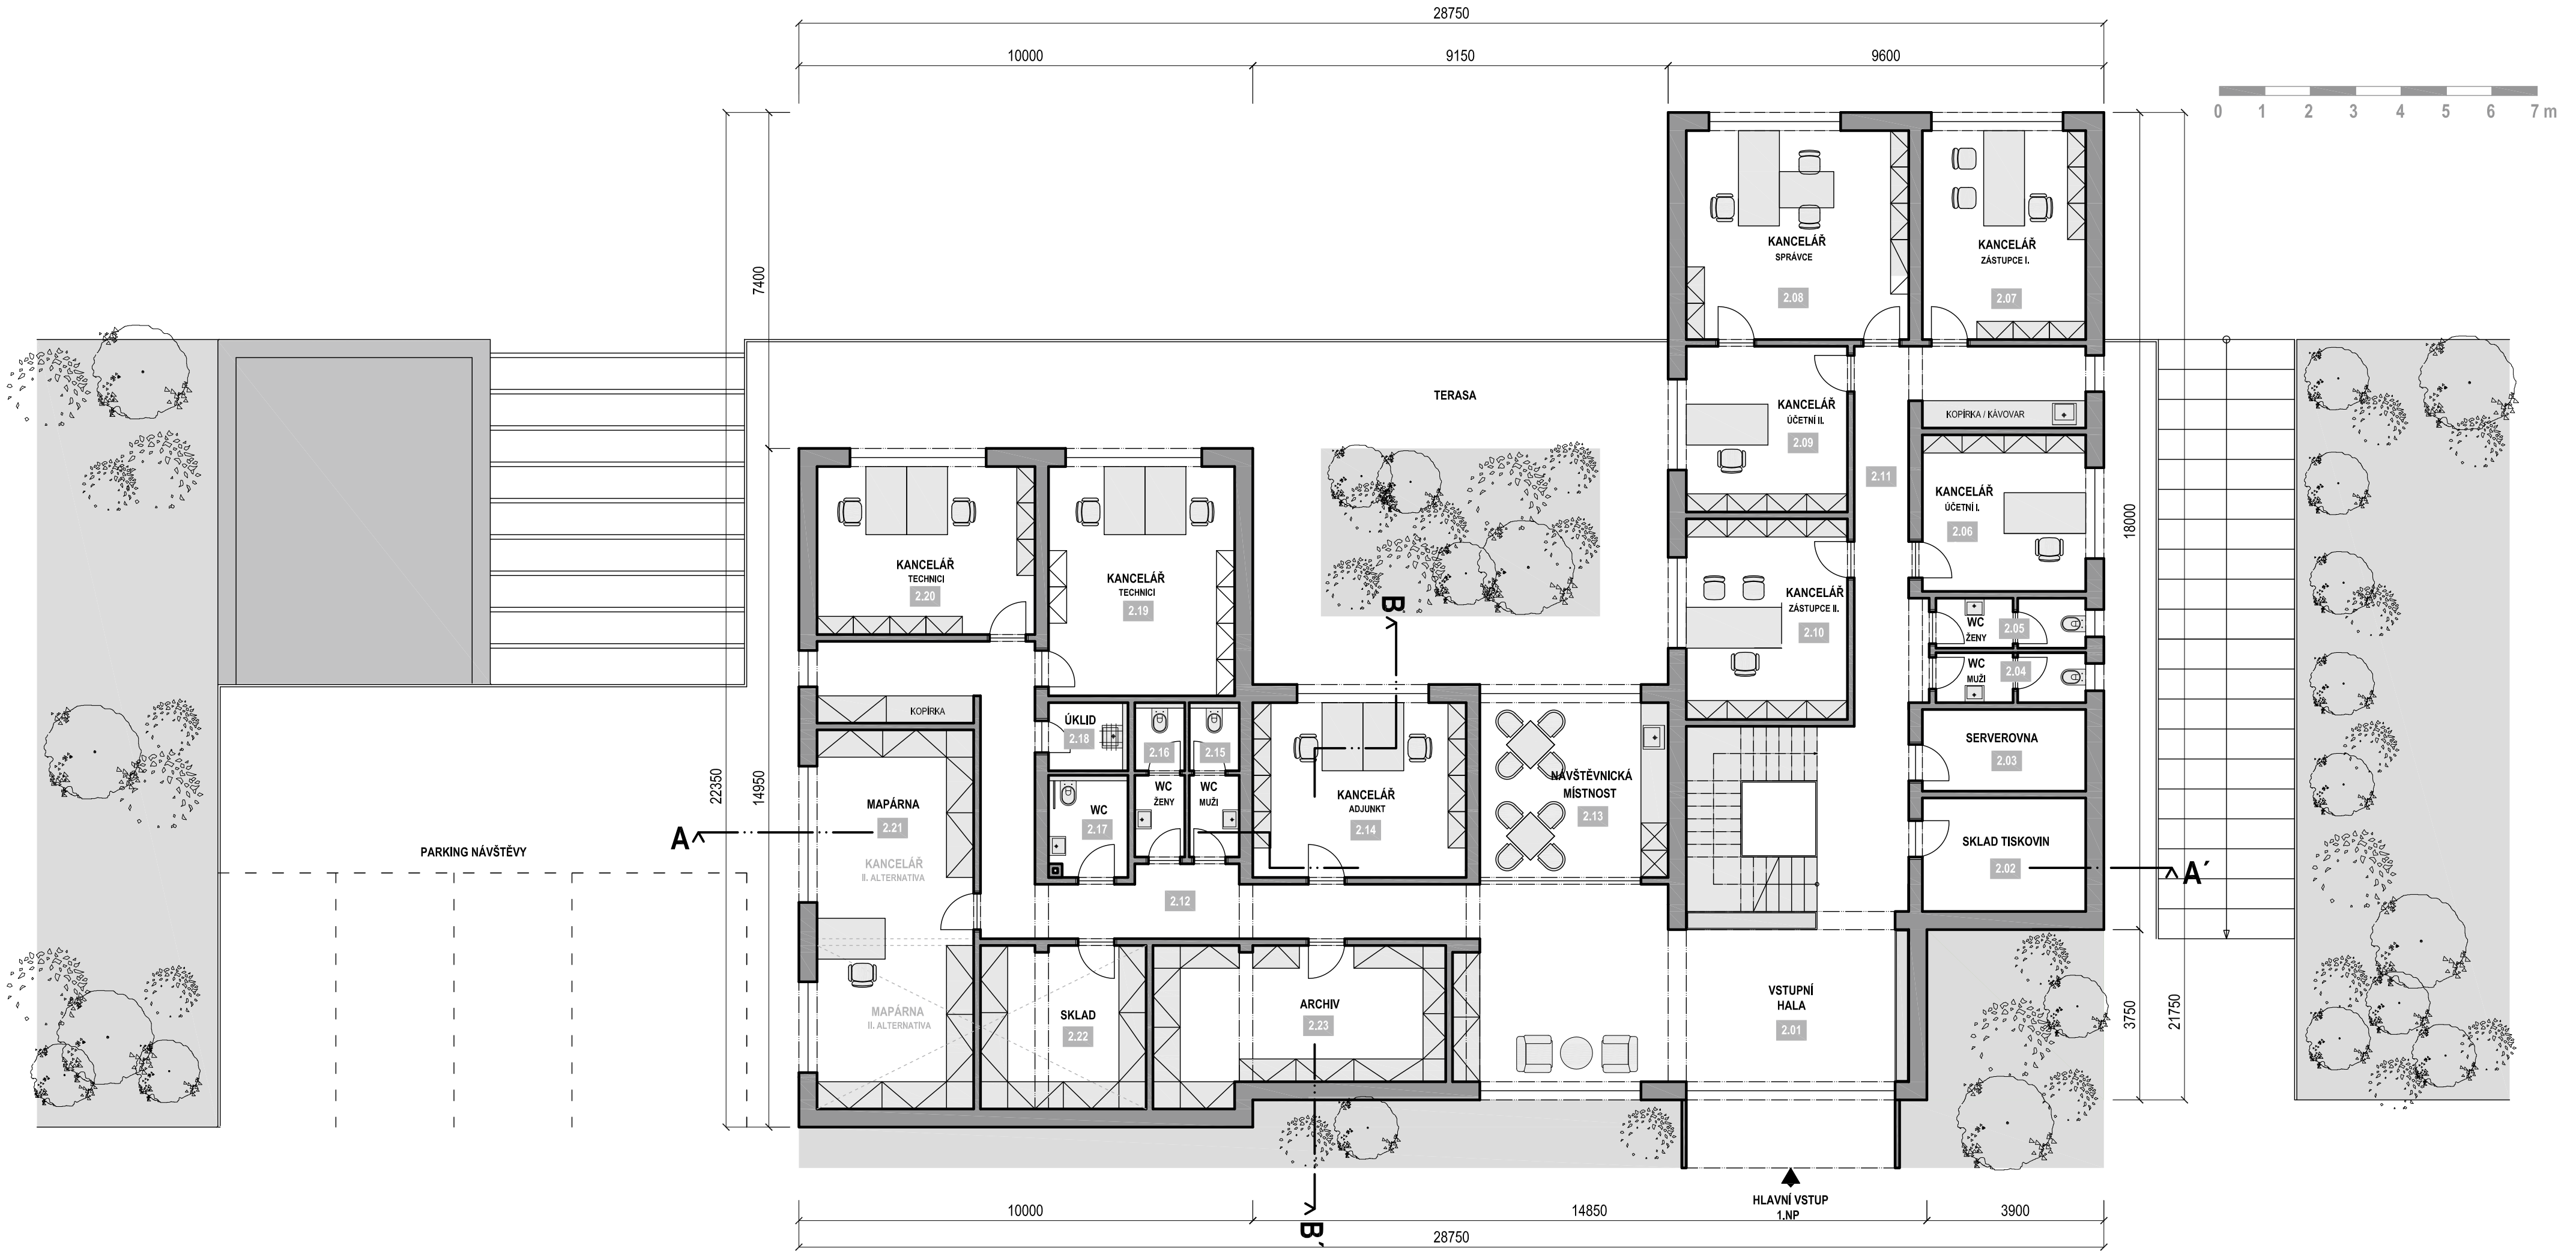 28750
10000
9150
9600
0 1 2 3 4 5 6 7 m
7400
22350
14950
18000
3750
21750
KANCELÁŘ
SPRÁVCE
2.08
KANCELÁŘ
ZÁSTUPCE I.
2.07
TERASA
KANCELÁŘ
ÚČETNÍ II.
2.09
KOPÍRKA / KÁVOVAR
2.11
KANCELÁŘ
ÚČETNÍ I.
2.06
KANCELÁŘ
TECHNICI
2.20
KANCELÁŘ
TECHNICI
2.19
B´
KANCELÁŘ
ZÁSTUPCE II.
2.10
WC
ŽENY
2.05
WC
MUŽI
2.04
KOPÍRKA
ÚKLID
2.18
2.16
2.15
SERVEROVNA
2.03
MAPÁRNA
2.21
KANCELÁŘ
II. ALTERNATIVA
WC
2.17
WC
ŽENY
WC
MUŽI
KANCELÁŘ
ADJUNKT
2.14
NÁVŠTĚVNICKÁ
MÍSTNOST
2.13
SKLAD TISKOVIN
2.02
A
A´
PARKING NÁVŠTĚVY
2.12
MAPÁRNA
II. ALTERNATIVA
SKLAD
2.22
ARCHIV
2.23
VSTUPNÍ
HALA
2.01
HLAVNÍ VSTUP
1.NP
B´
10000
14850
3900
28750